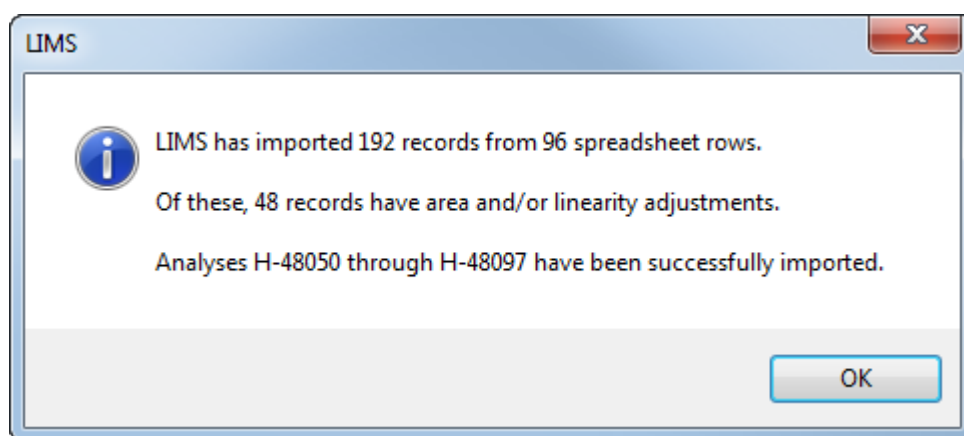 LIMS
LIMS has imported 192 records from 96 spreadsheet rows.
Of these, 48 records have area and/or linearity adjustments.
Analyses H-48050 through H-48097 have been successfully imported.
OK